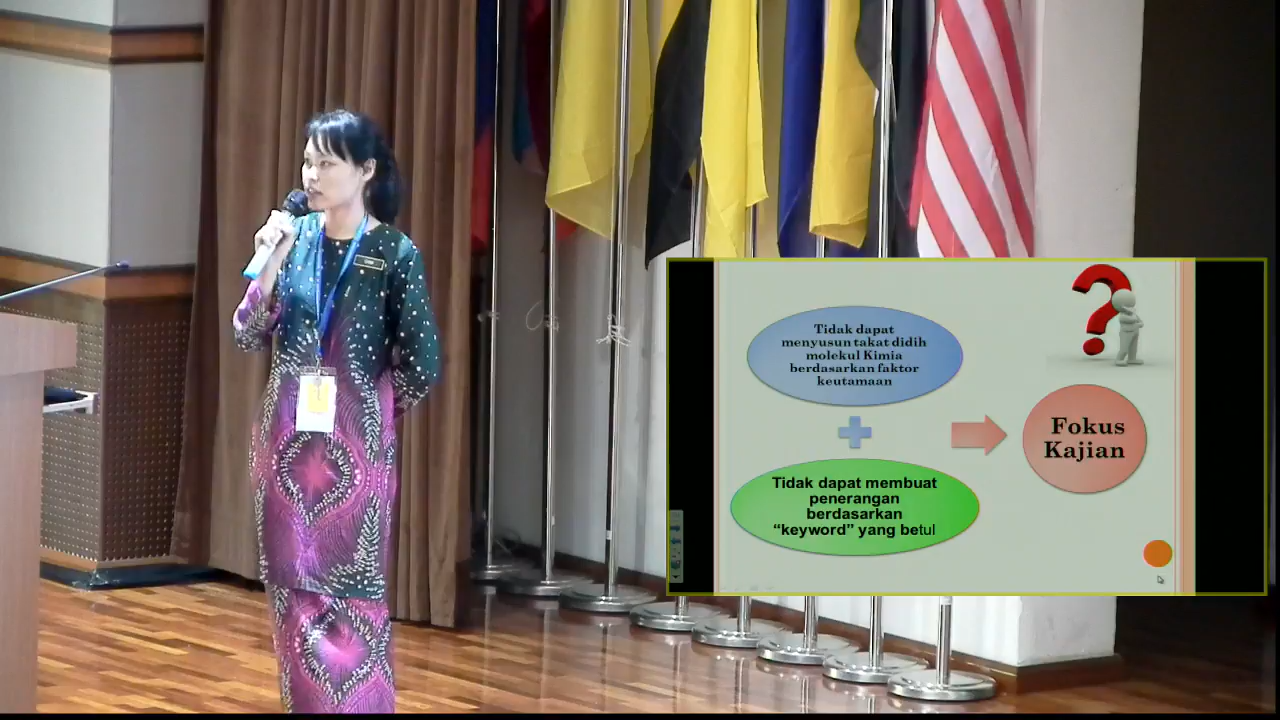 Tidak dapat
menyusun takat didih
molekul Kimia
berdasarkan faktor
keutamaan
Tidak dapat membuat
penerangan
berdasarkan
“keyword” yang betul
Fokus
Kajian